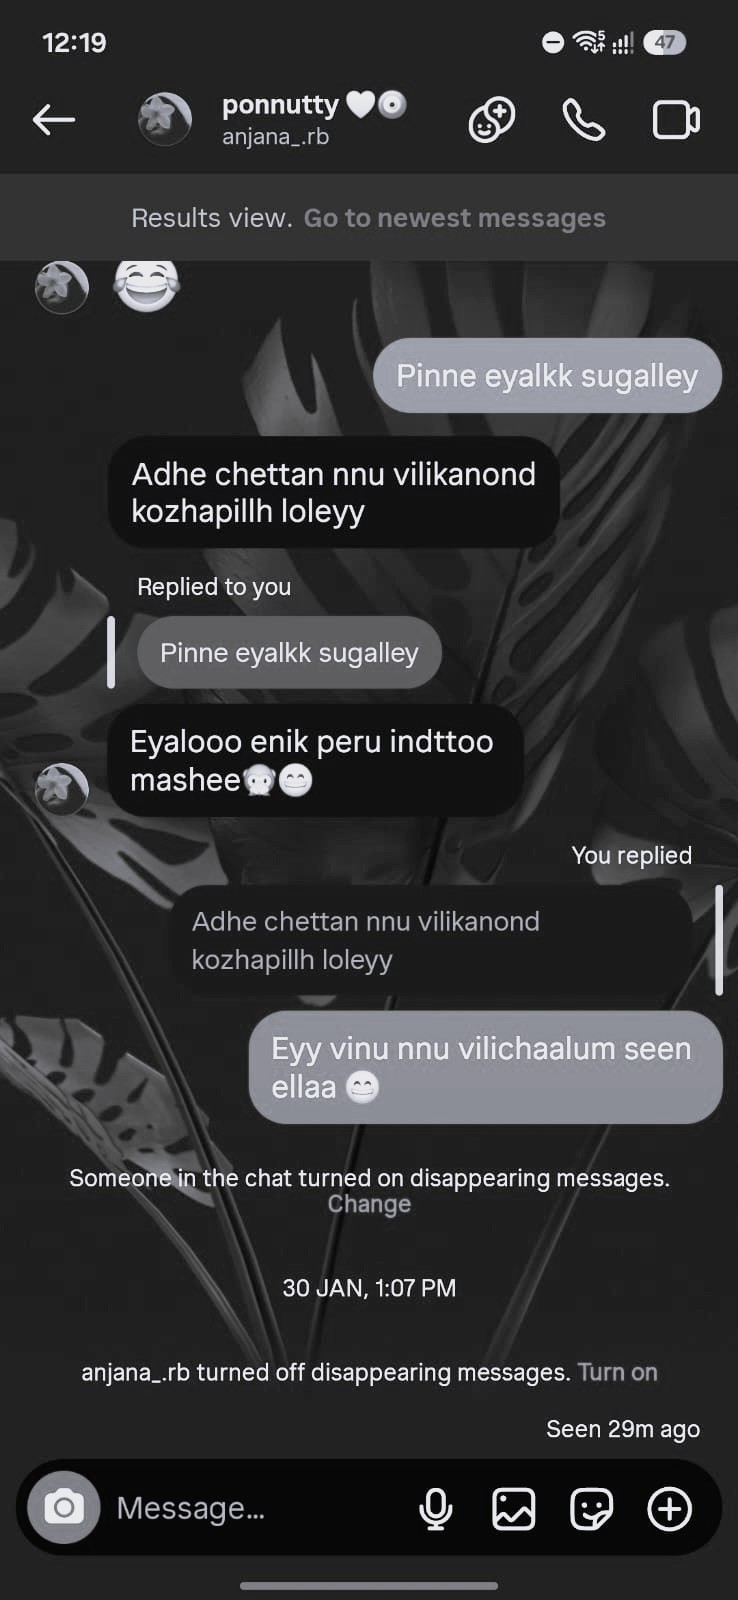 12:19
47
ponnutty
anjana_.rb
Results view. Go to newest messages
Pinne eyalkk sugalley
Adhe chettan nnu vilikanond
kozhapillh loleyy
Replied to you
Pinne eyalkk sugalley
Eyalooo enik peru indttoo
mashee🙊😊
You replied
Adhe chettan nnu vilikanond
kozhapillh loleyy
Eyy vinu nnu vilichaalum seen
ellaa 😊
Someone in the chat turned on disappearing messages.
Change
30 JAN, 1:07 PM
anjana_.rb turned off disappearing messages. Turn on
Seen 29m ago
Message...